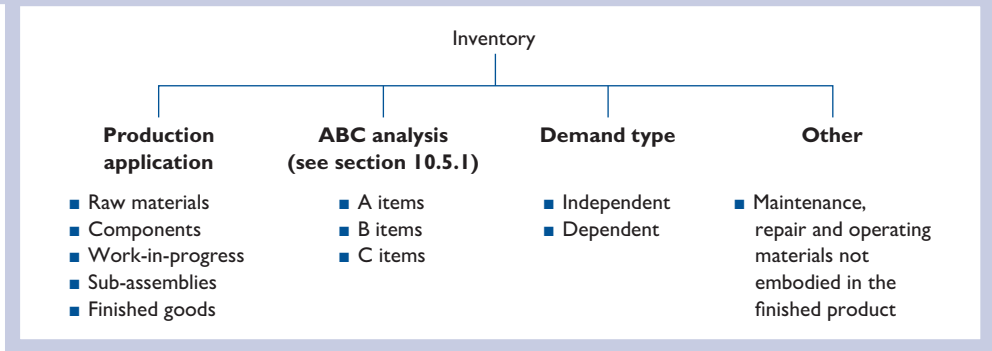 Inventory
Production
application
■ Raw materials
■ Components
■ Work-in-progress
■ Sub-assemblies
■ Finished goods
ABC analysis
(see section 10.5.1)
■ A items
■ B items
■ C items
Demand type
■ Independent
■ Dependent
Other
■ Maintenance,
repair and operating
materials not
embodied in the
finished product